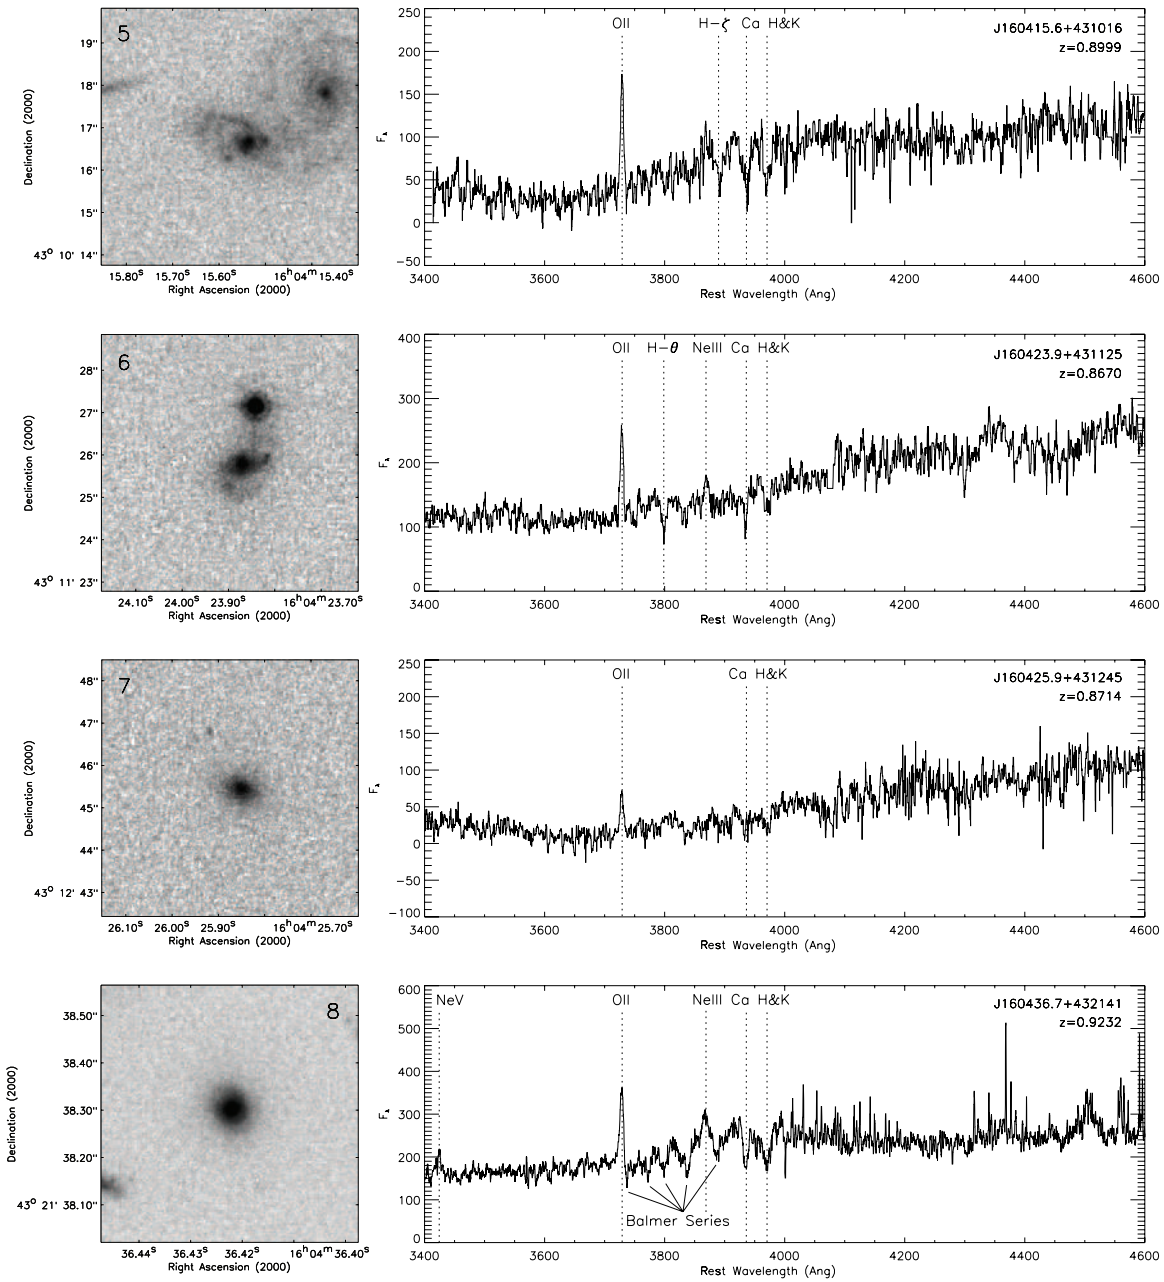 5
19"
18"
17"
16"
15"
43° 10' 14"
Declination (2000)
15.80s 15.70s 15.60s 16h04m15.40s
Right Ascension (2000)
OII H-ζ Ca H&K
J160415.6+431016
z=0.8999
250
200
150
100
50
0
-50
Fλ
3400 3600 3800 4000 4200 4400 4600
Rest Wavelength (Ang)
6
28"
27"
26"
25"
24"
43° 11' 23"
Declination (2000)
24.10s 24.00s 23.90s 16h04m23.70s
Right Ascension (2000)
OII H-θ NeIII Ca H&K
J160423.9+431125
z=0.8670
400
300
200
100
0
Fλ
3400 3600 3800 4000 4200 4400 4600
Rest Wavelength (Ang)
7
48"
47"
46"
45"
44"
43° 12' 43"
Declination (2000)
26.10s 26.00s 25.90s 16h04m25.70s
Right Ascension (2000)
OII Ca H&K
J160425.9+431245
z=0.8714
250
200
150
100
50
0
-50
-100
Fλ
3400 3600 3800 4000 4200 4400 4600
Rest Wavelength (Ang)
8
38.50"
38.40"
38.30"
38.20"
43° 21' 38.10"
Declination (2000)
36.44s 36.43s 36.42s 16h04m36.40s
Right Ascension (2000)
NeV OII NeIII Ca H&K
J160436.7+432141
z=0.9232
600
500
400
300
200
100
0
Fλ
Balmer Series
3400 3600 3800 4000 4200 4400 4600
Rest Wavelength (Ang)